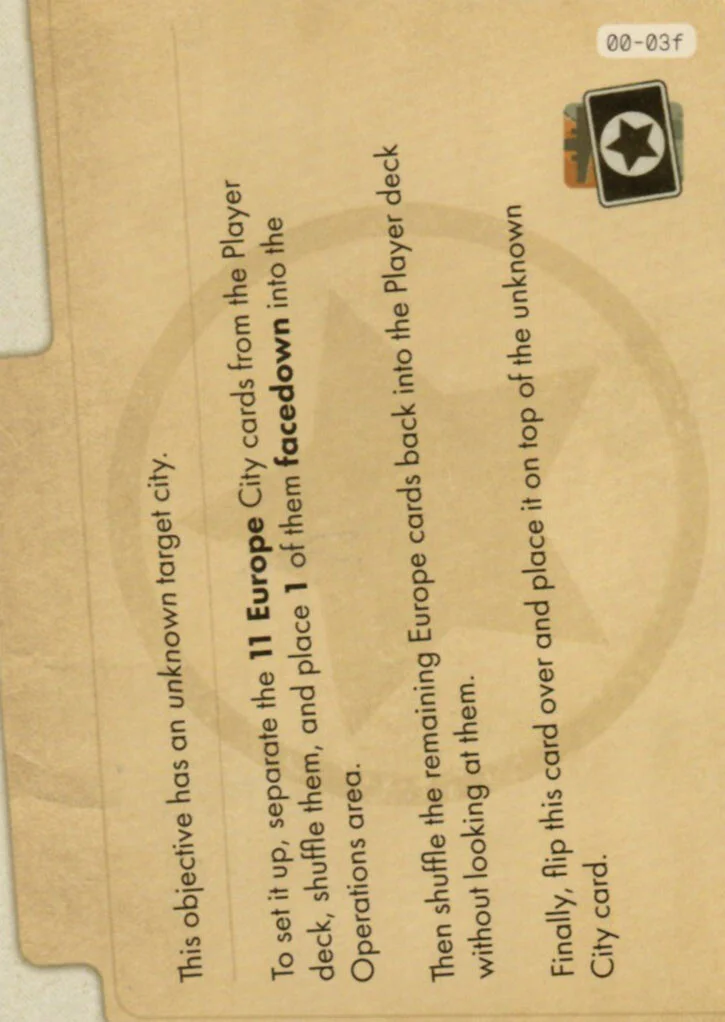 This objective has an unknown target city.
To set it up, separate the 11 Europe City cards from the Player
deck, shuffle them, and place 1 of them facedown into the
Operations area.
Then shuffle the remaining Europe cards back into the Player deck
without looking at them.
Finally, flip this card over and place it on top of the unknown
City card.
00-03f